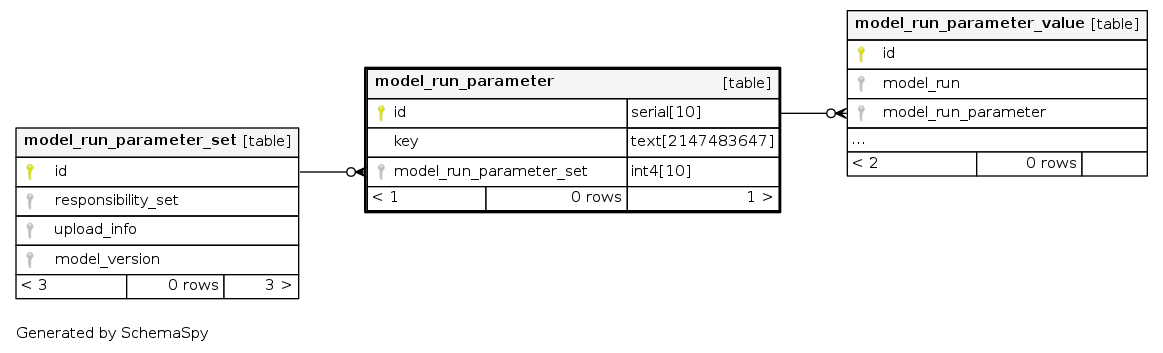 model_run_parameter_set [table]
id
responsibility_set
upload_info
model_version
< 3 0 rows 3 >
model_run_parameter [table]
id serial[10]
key text[2147483647]
model_run_parameter_set int4[10]
< 1 0 rows 1 >
model_run_parameter_value [table]
id
model_run
model_run_parameter
...
< 2 0 rows
Generated by SchemaSpy